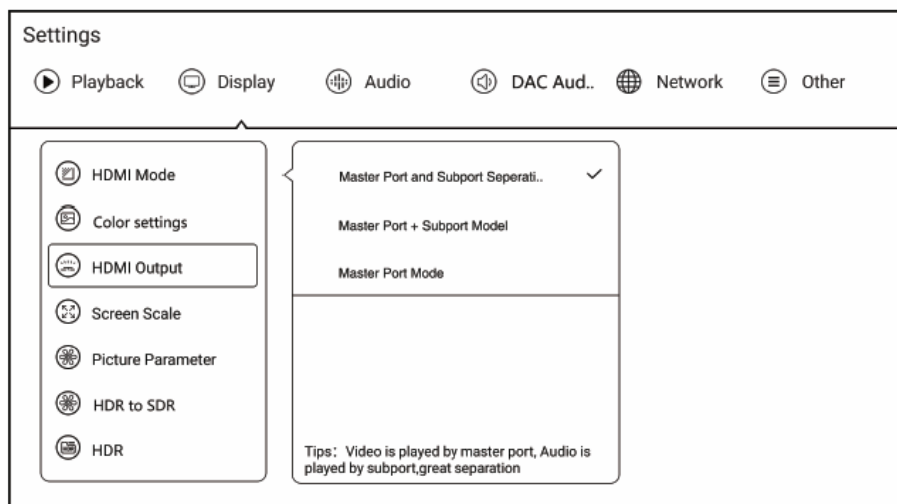 Settings
Playback Display Audio DAC Aud.. Network Other
HDMI Mode
Color settings
HDMI Output
Screen Scale
Picture Parameter
HDR to SDR
HDR
Master Port and Subport Seperati..
Master Port + Subport Model
Master Port Mode
Tips: Video is played by master port, Audio is
played by subport,great separation